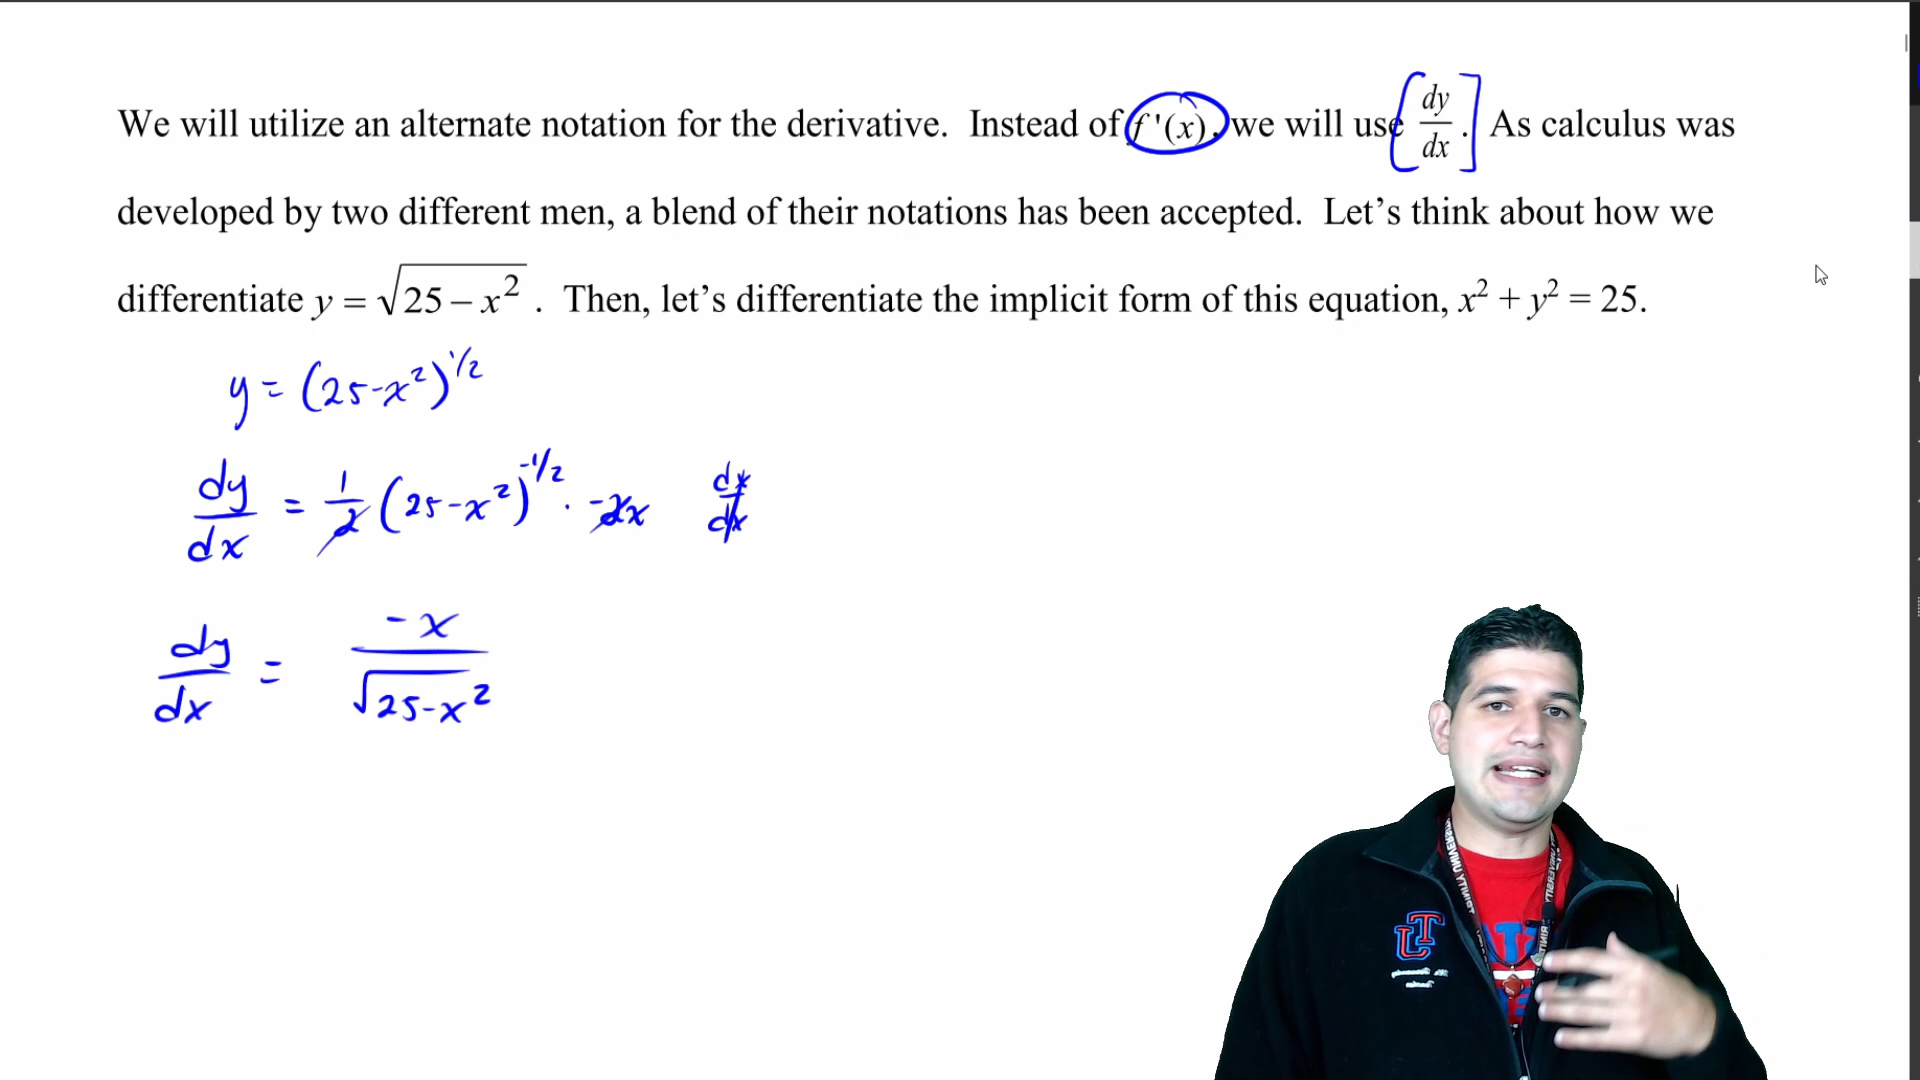 We will utilize an alternate notation for the derivative. Instead of f '(x), we will use dy/dx. As calculus was
developed by two different men, a blend of their notations has been accepted. Let’s think about how we
differentiate y = √(25 – x²) . Then, let’s differentiate the implicit form of this equation, x² + y² = 25.
y = (25-x²)^1/2
dy/dx = 1/2 (25-x²)^-1/2 · -2x dx/dx
dy/dx = -x/√(25-x²)